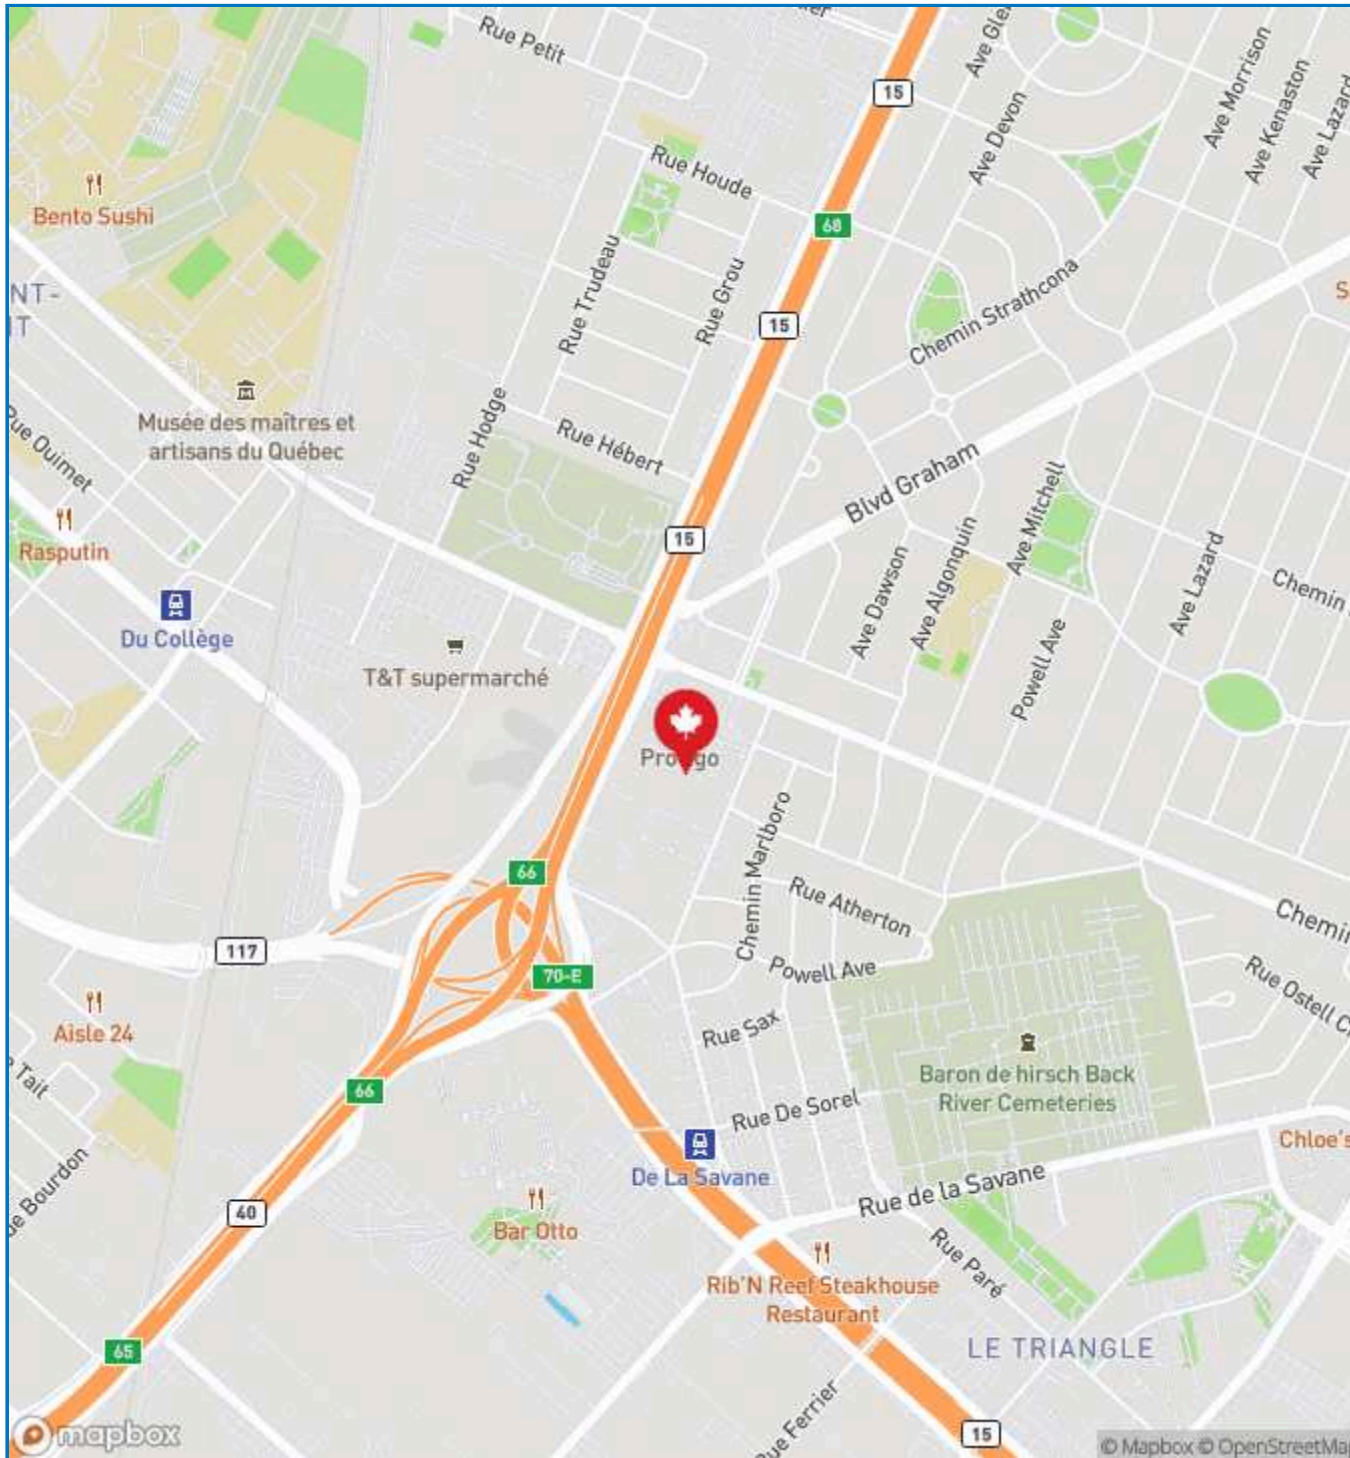 Rue Petit
15
Ave Devon
Ave Morrison
Ave Kenaston
Ave Lazard
Rue Houde
Bento Sushi
68
Rue Trudeau
Rue Grou
Chemin Strathcona
15
NT-
IT
Musée des maîtres et
artisans du Québec
Rue Hodge
Rue Hébert
Rue Ouimet
Blvd Graham
Ave Mitchell
Rasputin
15
Ave Dawson
Ave Algonquin
Ave Lazard
Chemin
Du Collège
T&T supermarché
Powell Ave
Chemin Marlboro
66
Rue Atherton
Chemin
117
70-E
Powell Ave
Rue Ostell
Aisle 24
Rue Sax
Tait
Baron de hirsch Back
River Cemeteries
66
Rue De Sorel
Chloe's
De La Savane
Rue de la Savane
de Bourdon
40
Bar Otto
Rue Paré
Rib'N Reef Steakhouse
Restaurant
65
LE TRIANGLE
Rue Ferrier
15
mapbox
© Mapbox © OpenStreetMap